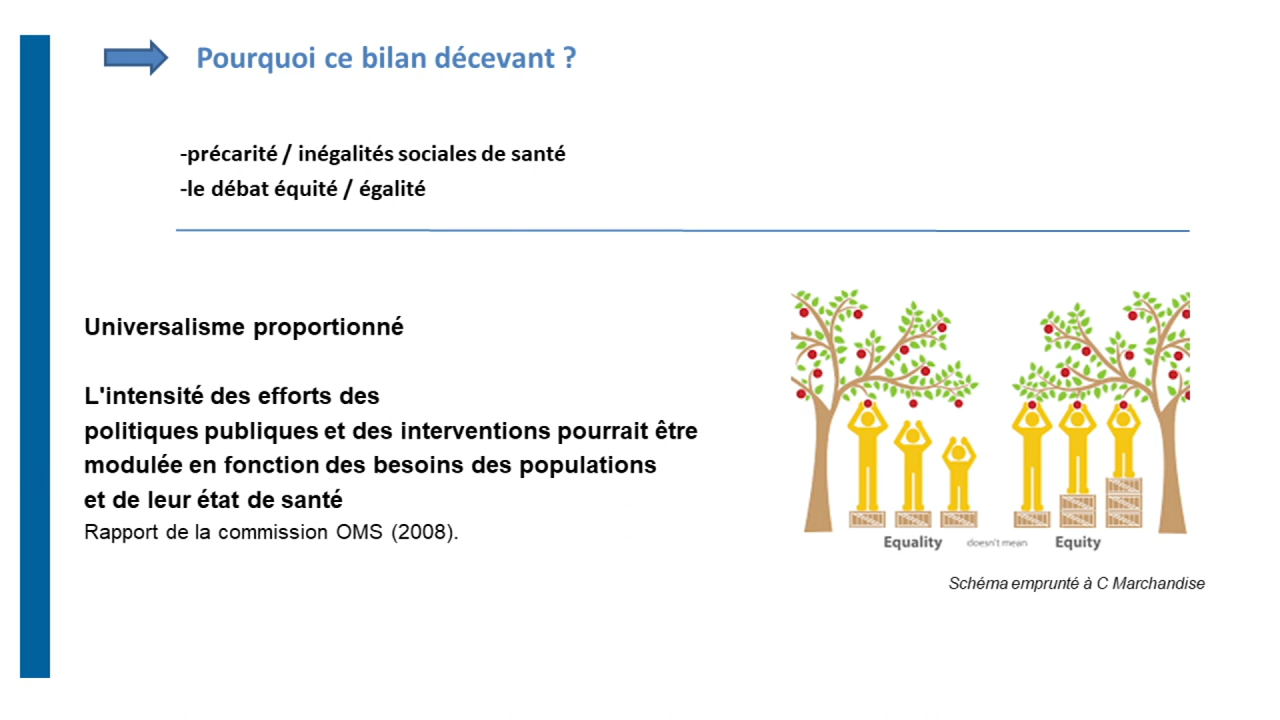 Pourquoi ce bilan décevant ?
-précarité / inégalités sociales de santé
-le débat équité / égalité
Universalisme proportionné
L'intensité des efforts des
politiques publiques et des interventions pourrait être
modulée en fonction des besoins des populations
et de leur état de santé
Rapport de la commission OMS (2008).
Equality doesn't mean Equity
Schéma emprunté à C Marchandise